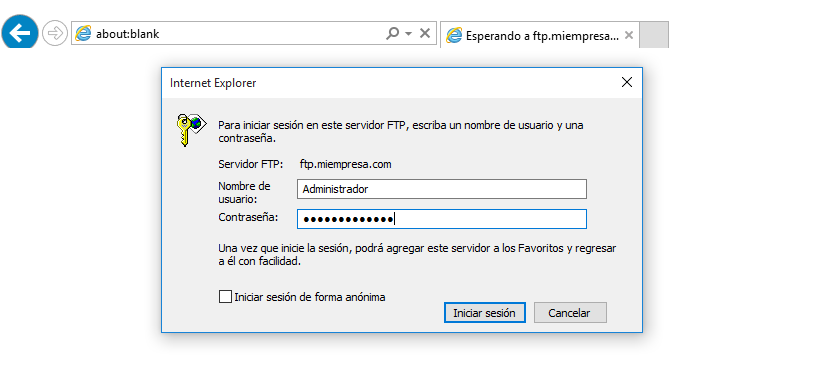 about:blank
Esperando a ftp.miempresa...
Internet Explorer
Para iniciar sesión en este servidor FTP, escriba un nombre de usuario y una
contraseña.
Servidor FTP: ftp.miempresa.com
Nombre de
usuario:
Administrador
Contraseña: ●●●●●●●●●●●●●
Una vez que inicie la sesión, podrá agregar este servidor a los Favoritos y regresar
a él con facilidad.
Iniciar sesión de forma anónima
Iniciar sesión Cancelar